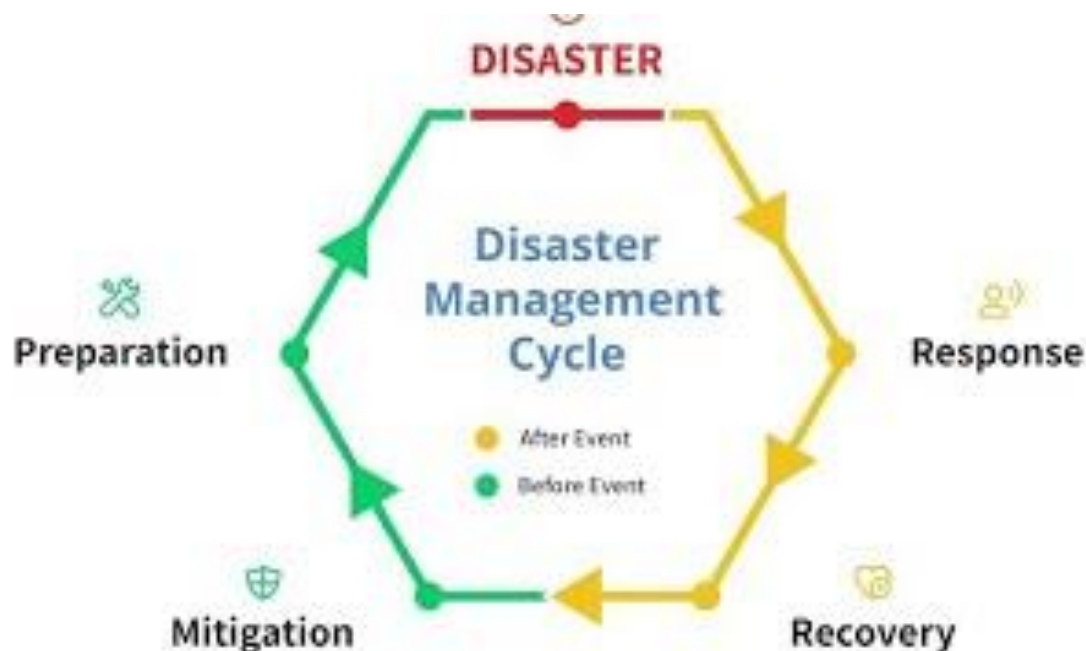 DISASTER
Disaster
Management
Cycle
Preparation
Response
After Event
Before Event
Mitigation
Recovery